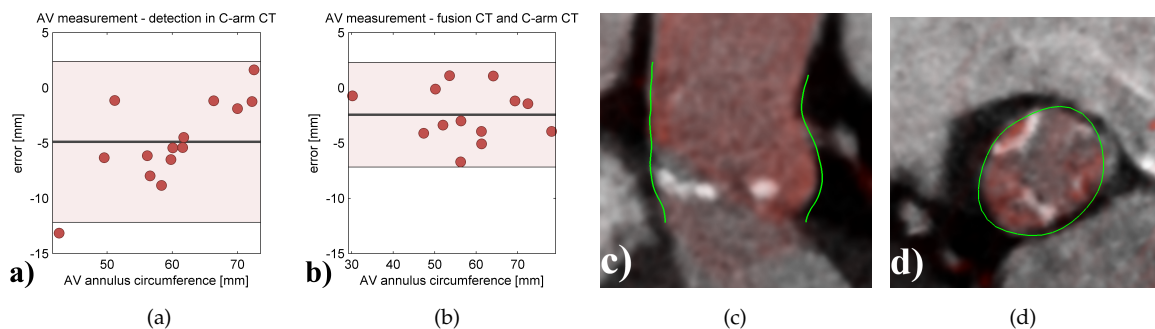 AV measurement - detection in C-arm CT
5
0
-5
-10
-15
error [mm]
50
60
70
AV annulus circumference [mm]
a)
AV measurement - fusion CT and C-arm CT
5
0
-5
-10
-15
error [mm]
30
40
50
60
70
AV annulus circumference [mm]
b)
c)
d)
(a)
(b)
(c)
(d)